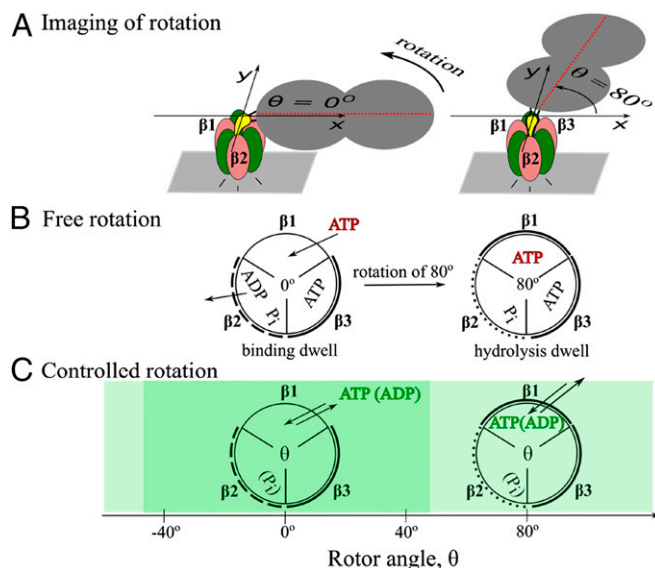 A Imaging of rotation
y θ = 0° x
β1 β2
rotation
y θ = 80° x
β1 β2 β3
B Free rotation
β1
ATP
ADP Pi 0° ATP
β2 β3
binding dwell
rotation of 80°
β1
ATP
80°
Pi ATP
β2 β3
hydrolysis dwell
C Controlled rotation
β1
ATP (ADP)
θ
(Pi)
β2 β3
β1
ATP(ADP)
θ
(Pi)
β2 β3
-40° 0° 40° 80°
Rotor angle, θ